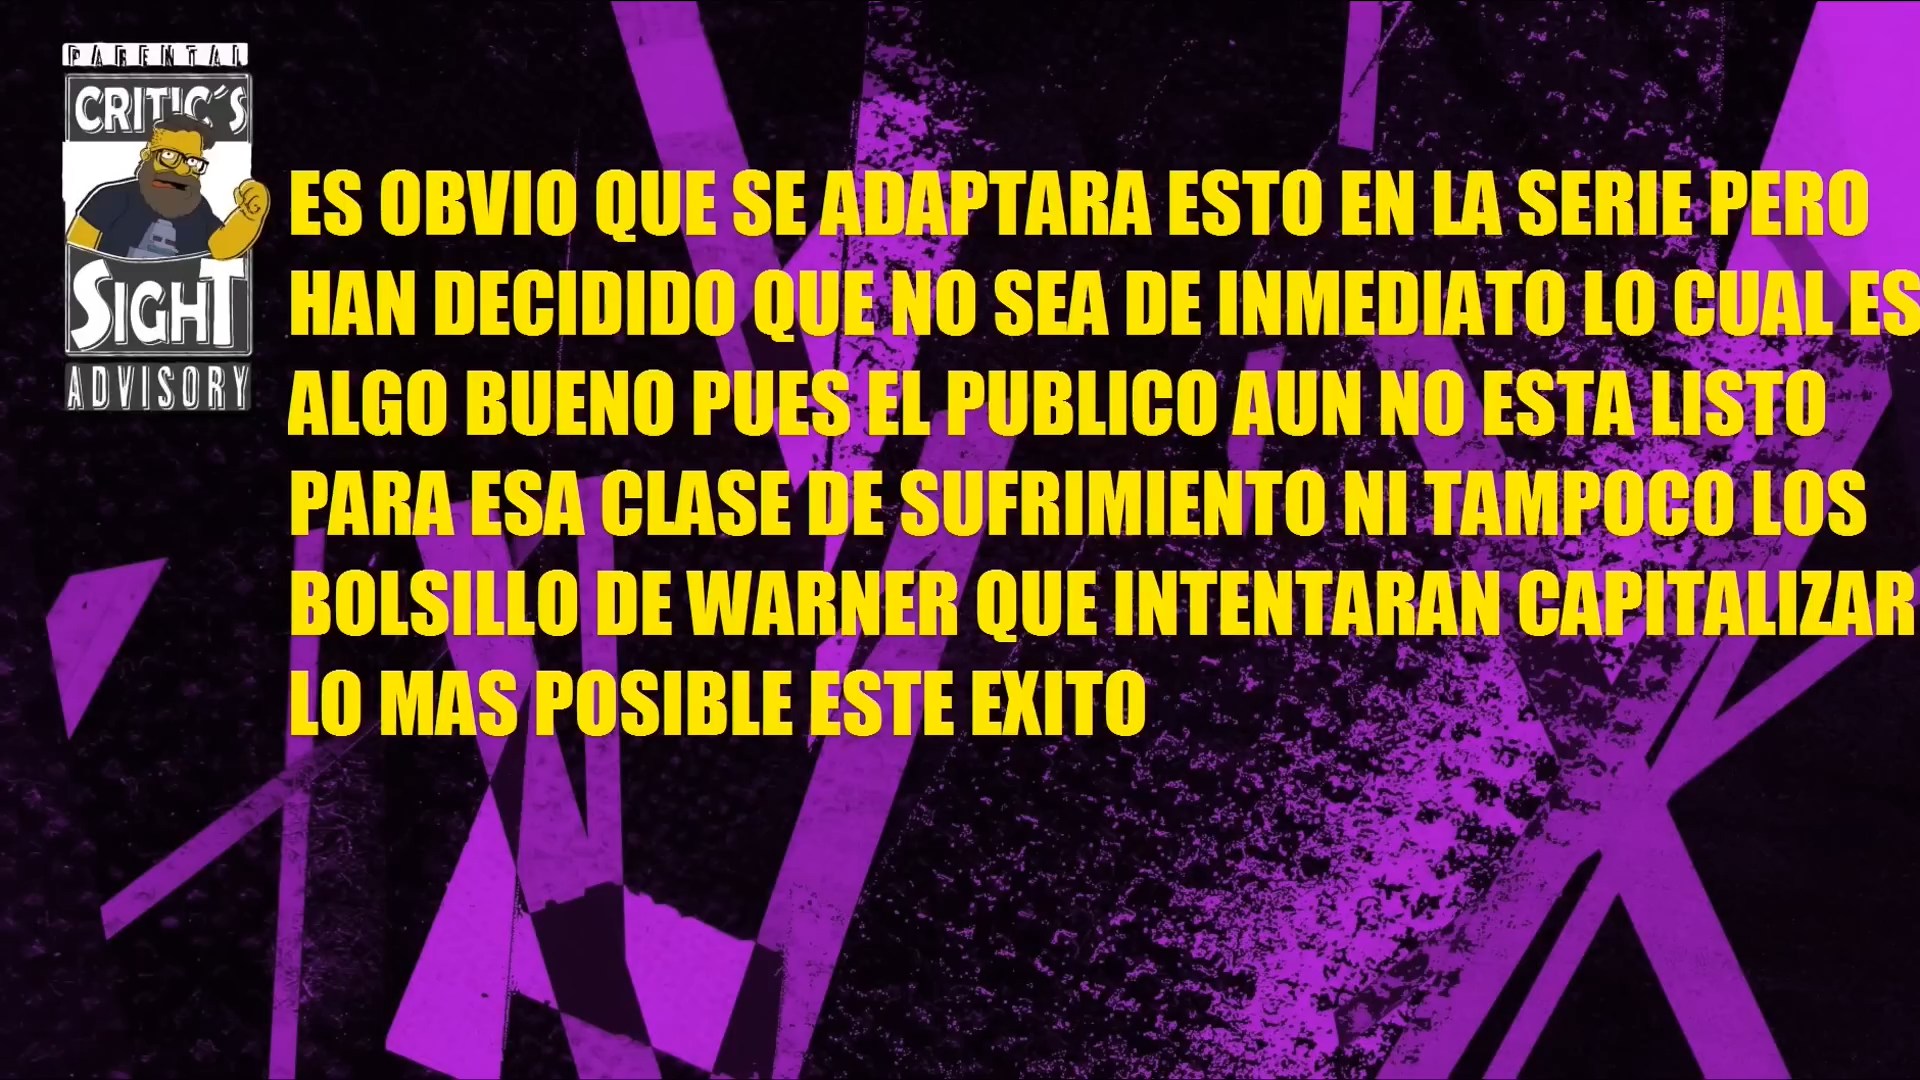 PARENTAL
CRITIC´S
SIGHT
ADVISORY
ES OBVIO QUE SE ADAPTARA ESTO EN LA SERIE PERO
HAN DECIDIDO QUE NO SEA DE INMEDIATO LO CUAL ES
ALGO BUENO PUES EL PUBLICO AUN NO ESTA LISTO
PARA ESA CLASE DE SUFRIMIENTO NI TAMPOCO LOS
BOLSILLO DE WARNER QUE INTENTARAN CAPITALIZAR
LO MAS POSIBLE ESTE EXITO